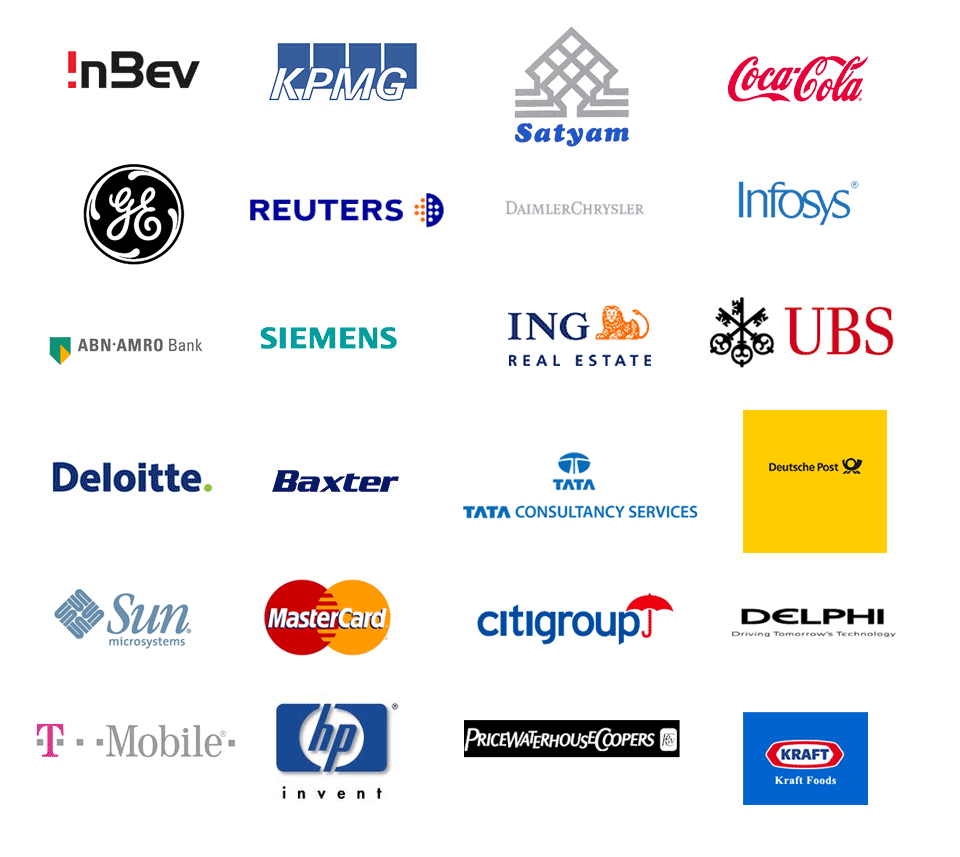 InBev
KPMG
Satyam
Coca-Cola
GE
REUTERS
DAIMLERCHRYSLER
Infosys®
ABN·AMRO Bank
SIEMENS
ING
REAL ESTATE
UBS
Deloitte.
Baxter
TATA
TATA CONSULTANCY SERVICES
Deutsche Post
Sun
microsystems
MasterCard
citigroup
DELPHI
Driving Tomorrow's Technology
T··Mobile®
hp®
invent
PRICEWATERHOUSECOOPERS
KRAFT
Kraft Foods